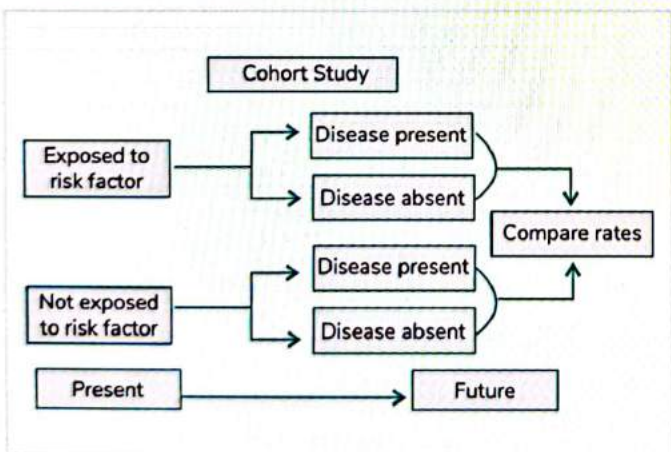 Cohort Study
Exposed to
risk factor
Disease present
Disease absent
Not exposed
to risk factor
Disease present
Disease absent
Compare rates
Present
Future